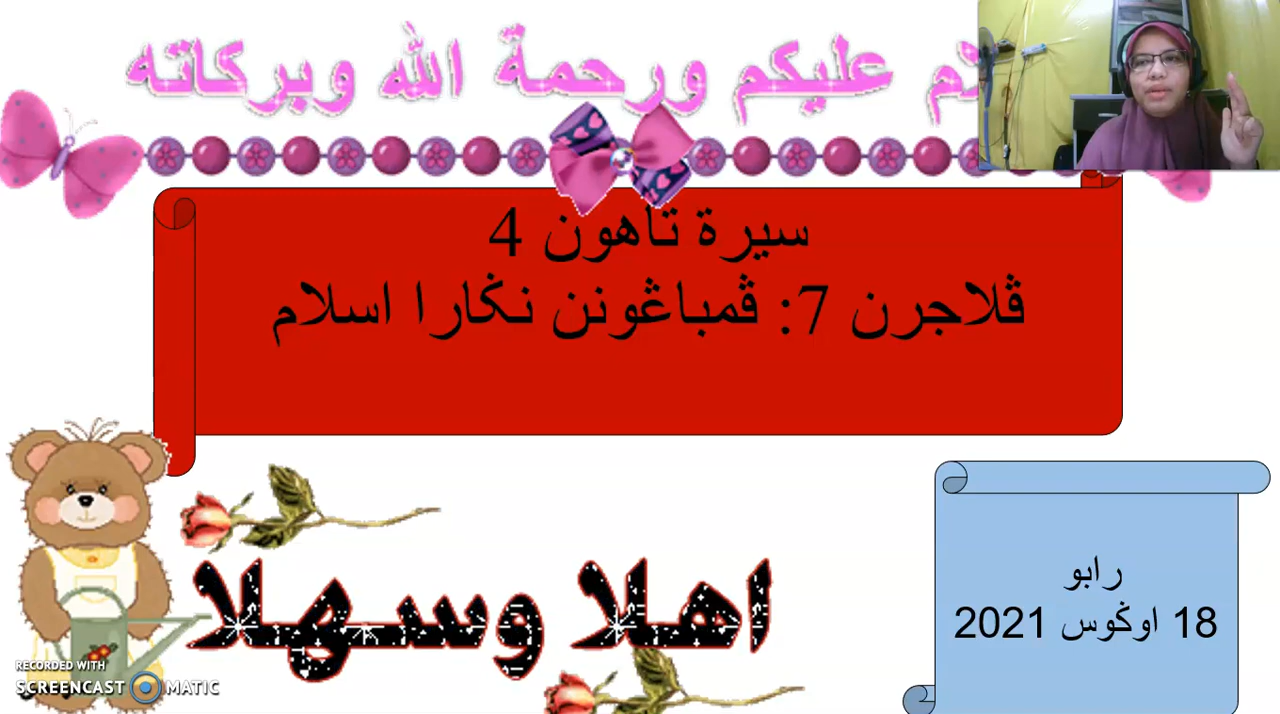 عليكم ورحمة الله وبركاته
سيرة تاهون 4
ڤلاجرن 7: ڤمباڠونن نݢارا اسلام
اهلا وسهلا
رابو
18 اوݢوس 2021
RECORDED WITH
SCREENCAST MATIC